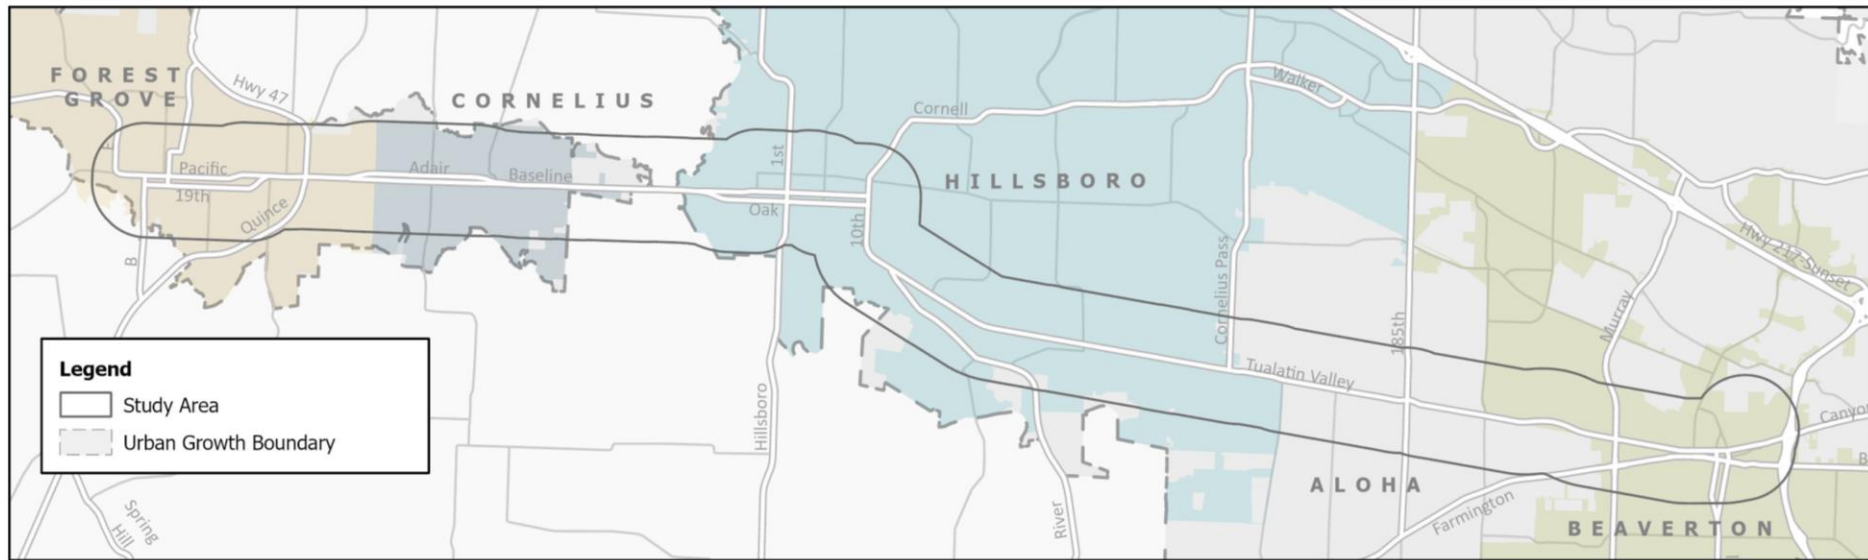 FOREST
GROVE
Hwy 47
CORNELIUS
Cornell
Walker
Pacific
19th
Quince
Adair
Baseline
1st
Oak
10th
HILLSBORO
Cornelius Pass
185th
Murray
Hwy 217-Sunset
B
E
Tualatin Valley
Canyon
B
Hillsboro
River
ALOHA
Farmington
BEAVERTON
Spring
Hill
Legend
Study Area
Urban Growth Boundary